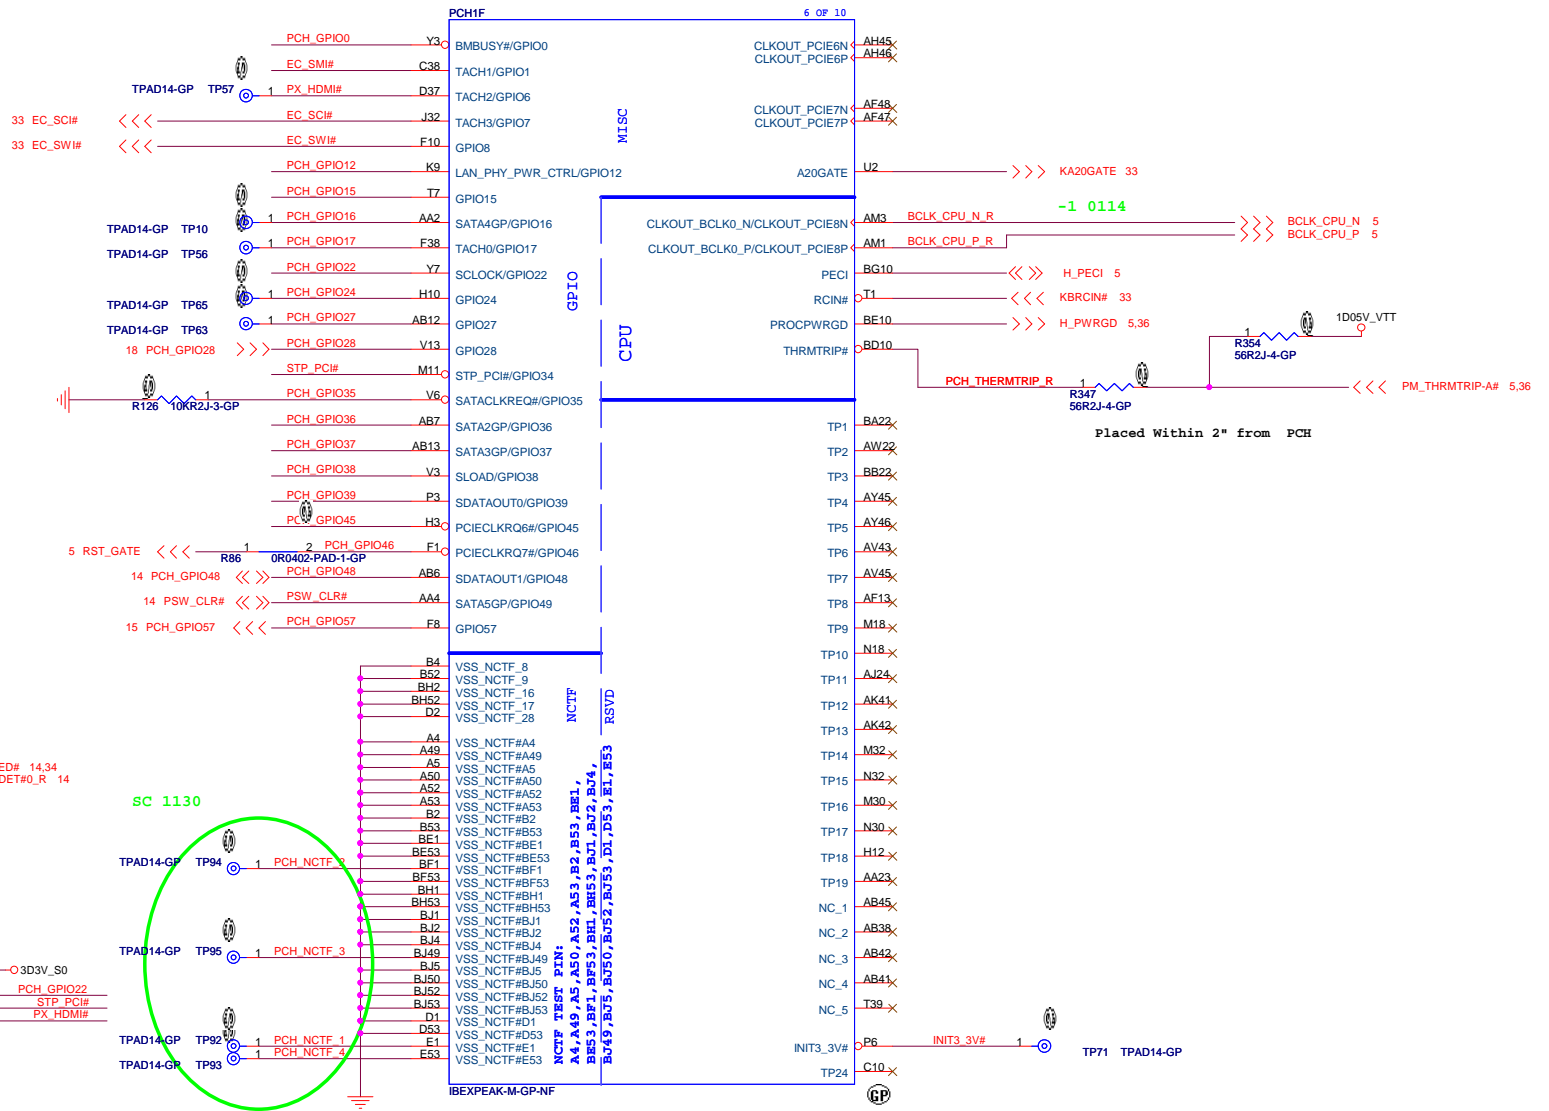 PCH1F
6 OF 10
PCH_GPIO0 Y3 BMBUSY#/GPIO0
EC_SMI# C38 TACH1/GPIO1
TPAD14-GP TP57 1 PX_HDMI# D37 TACH2/GPIO6
33 EC_SCI# EC_SCI# J32 TACH3/GPIO7
33 EC_SWI# EC_SWI# F10 GPIO8
PCH_GPIO12 K9 LAN_PHY_PWR_CTRL/GPIO12
PCH_GPIO15 T7 GPIO15
TPAD14-GP TP10 1 PCH_GPIO16 AA2 SATA4GP/GPIO16
TPAD14-GP TP56 1 PCH_GPIO17 F38 TACH0/GPIO17
PCH_GPIO22 Y7 SCLOCK/GPIO22
TPAD14-GP TP65 1 PCH_GPIO24 H10 GPIO24
TPAD14-GP TP63 1 PCH_GPIO27 AB12 GPIO27
18 PCH_GPIO28 PCH_GPIO28 V13 GPIO28
STP_PCI# M11 STP_PCI#/GPIO34
R126 10KR2J-3-GP 1 PCH_GPIO35 V6 SATACLKREQ#/GPIO35
PCH_GPIO36 AB7 SATA2GP/GPIO36
PCH_GPIO37 AB13 SATA3GP/GPIO37
PCH_GPIO38 V3 SLOAD/GPIO38
PCH_GPIO39 P3 SDATAOUT0/GPIO39
PCH_GPIO45 H3 PCIECLKRQ6#/GPIO45
5 RST_GATE 1 R86 0R0402-PAD-1-GP 2 PCH_GPIO46 F1 PCIECLKRQ7#/GPIO46
14 PCH_GPIO48 PCH_GPIO48 AB6 SDATAOUT1/GPIO48
14 PSW_CLR# PSW_CLR# AA4 SATA5GP/GPIO49
15 PCH_GPIO57 PCH_GPIO57 F8 GPIO57
B4 VSS_NCTF_8
B52 VSS_NCTF_9
BH2 VSS_NCTF_16
BH52 VSS_NCTF_17
D2 VSS_NCTF_28
A4 VSS_NCTF#A4
A49 VSS_NCTF#A49
A5 VSS_NCTF#A5
A50 VSS_NCTF#A50
A52 VSS_NCTF#A52
A53 VSS_NCTF#A53
B2 VSS_NCTF#B2
B53 VSS_NCTF#B53
BE1 VSS_NCTF#BE1
BE53 VSS_NCTF#BE53
TPAD14-GP TP94 1 PCH_NCTF_2 BF1 VSS_NCTF#BF1
BF53 VSS_NCTF#BF53
BH1 VSS_NCTF#BH1
BH53 VSS_NCTF#BH53
BJ1 VSS_NCTF#BJ1
BJ2 VSS_NCTF#BJ2
BJ4 VSS_NCTF#BJ4
TPAD14-GP TP95 1 PCH_NCTF_3 BJ49 VSS_NCTF#BJ49
BJ5 VSS_NCTF#BJ5
BJ50 VSS_NCTF#BJ50
BJ52 VSS_NCTF#BJ52
BJ53 VSS_NCTF#BJ53
D1 VSS_NCTF#D1
D53 VSS_NCTF#D53
TPAD14-GP TP92 1 PCH_NCTF_1 E1 VSS_NCTF#E1
TPAD14-GP TP93 1 PCH_NCTF_4 E53 VSS_NCTF#E53
IBEXPEAK-M-GP-NF
SC 1130
ED# 14,34
DET#0_R 14
3D3V_S0
PCH_GPIO22
STP_PCI#
PX_HDMI#
MISC
GPIO
CPU
NCTF
RSVD
NCTF TEST PIN:
A4,A49,A5,A50,A52,A53,B2,B53,BE1,
BE53,BF1,BF53,BH1,BH53,BJ1,BJ2,BJ4,
BJ49,BJ5,BJ50,BJ52,BJ53,D1,D53,E1,E53
CLKOUT_PCIE6N AH45
CLKOUT_PCIE6P AH46
CLKOUT_PCIE7N AF48
CLKOUT_PCIE7P AF47
A20GATE U2 KA20GATE 33
-1 0114
CLKOUT_BCLK0_N/CLKOUT_PCIE8N AM3 BCLK_CPU_N_R BCLK_CPU_N 5
CLKOUT_BCLK0_P/CLKOUT_PCIE8P AM1 BCLK_CPU_P_R BCLK_CPU_P 5
PECI BG10 H_PECI 5
RCIN# T1 KBRCIN# 33
PROCPWRGD BE10 H_PWRGD 5,36
THRMTRIP# BD10
1D05V_VTT
1 R354
56R2J-4-GP
PCH_THERMTRIP_R 1 R347
56R2J-4-GP
PM_THRMTRIP-A# 5,36
Placed Within 2" from PCH
TP1 BA22
TP2 AW22
TP3 BB22
TP4 AY45
TP5 AY46
TP6 AV43
TP7 AV45
TP8 AF13
TP9 M18
TP10 N18
TP11 AJ24
TP12 AK41
TP13 AK42
TP14 M32
TP15 N32
TP16 M30
TP17 N30
TP18 H12
TP19 AA23
NC_1 AB45
NC_2 AB38
NC_3 AB42
NC_4 AB41
NC_5 T39
INIT3_3V# P6 INIT3_3V# 1 TP71 TPAD14-GP
TP24 C10
GP